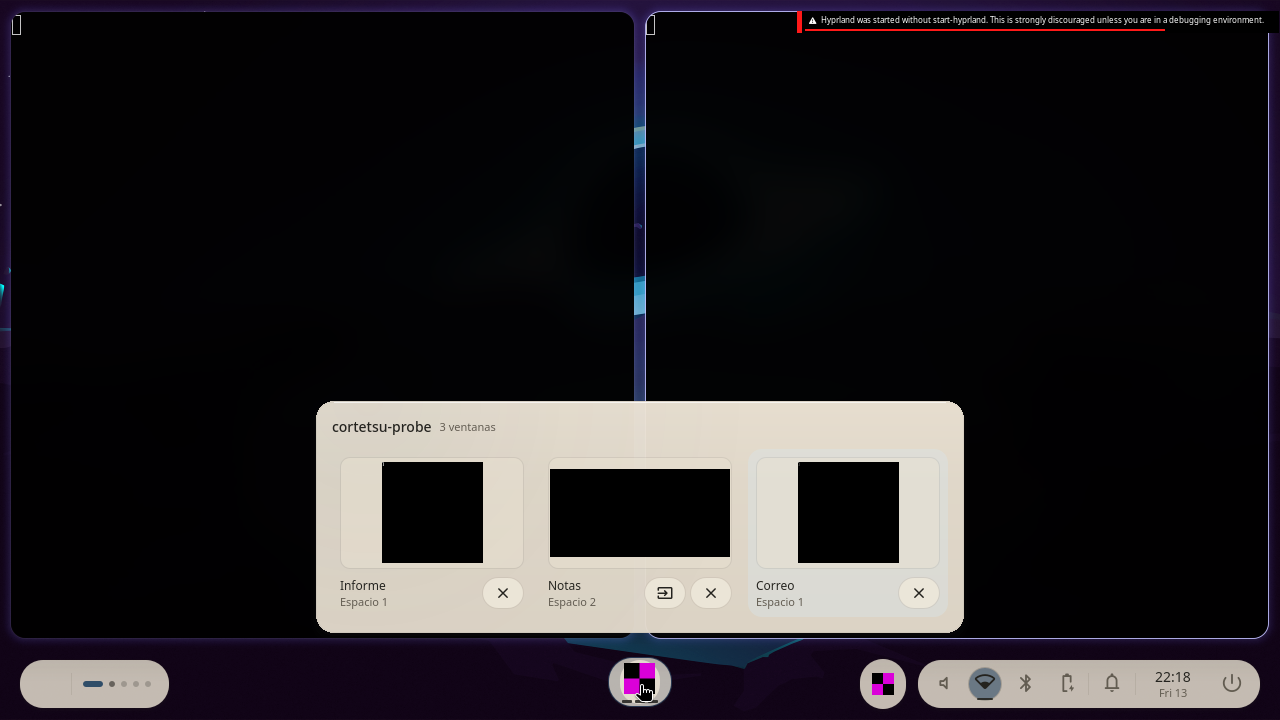 Hyprland was started without start-hyprland. This is strongly discouraged unless you are in a debugging environment.
cortetsu-probe 3 ventanas
Informe
Espacio 1
Notas
Espacio 2
Correo
Espacio 1
22:18
Fri 13